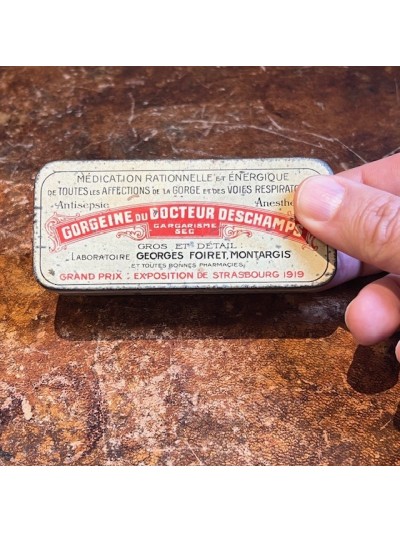 MÉDICATION RATIONNELLE ET ÉNERGIQUE
DE TOUTES LES AFFECTIONS DE LA GORGE ET DES VOIES RESPIRATO
Antisepsie Anesthé
GORGEINE DU DOCTEUR DESCHAMPS
GARGARISME
SEC
GROS ET DÉTAIL
LABORATOIRE GEORGES FOIRET, MONTARGIS
ET TOUTES BONNES PHARMACIES
GRAND PRIX - EXPOSITION DE STRASBOURG 1919